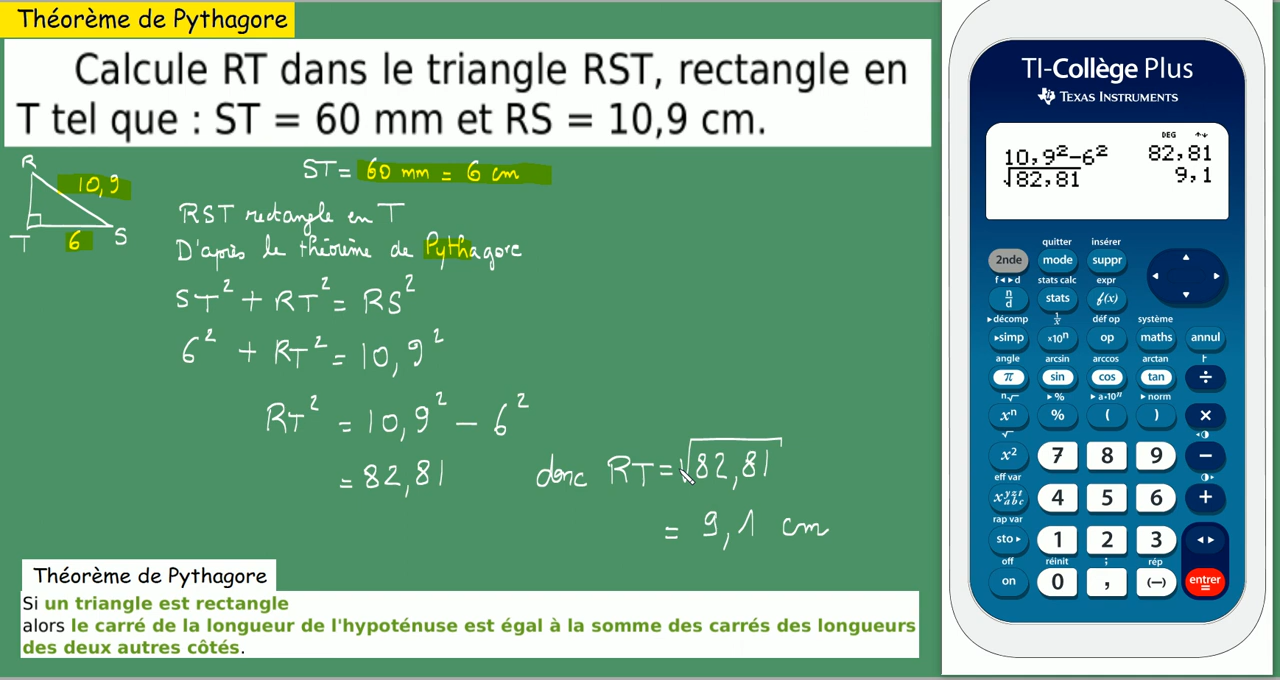 Théorème de Pythagore
Calcule RT dans le triangle RST, rectangle en
T tel que : ST = 60 mm et RS = 10,9 cm.
R
10,9
T
6
S
ST = 60 mm = 6 cm
RST rectangle en T
D'après le théorème de Pythagore
ST² + RT² = RS²
6² + RT² = 10,9²
RT² = 10,9² − 6²
= 82,81
donc RT = √82,81
= 9,1 cm
Théorème de Pythagore
Si un triangle est rectangle
alors le carré de la longueur de l'hypoténuse est égal à la somme des carrés des longueurs
des deux autres côtés.
TI-Collège Plus
TEXAS INSTRUMENTS
DEG
10,9²−6² 82,81
√82,81 9,1
quitter insérer
2nde mode suppr
f◄►d stats calc expr
n/d stats f(x)
►décomp 1/x déf op système
►simp ×10ⁿ op maths annul
angle arcsin arccos arctan r
π sin cos tan ÷
ⁿ√ ►% ►a·10ⁿ ►norm
xⁿ % ( ) ×
√
x² 7 8 9 −
eff var
x yzt abc 4 5 6 +
rap var
sto► 1 2 3 ◄►
off réinit ; rép
on 0 , (−) entrer =